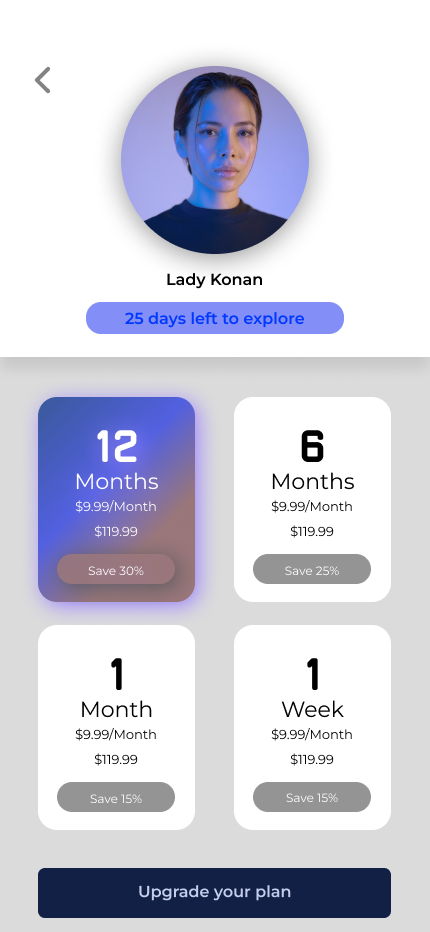 Lady Konan
25 days left to explore
12
Months
$9.99/Month
$119.99
Save 30%
6
Months
$9.99/Month
$119.99
Save 25%
1
Month
$9.99/Month
$119.99
Save 15%
1
Week
$9.99/Month
$119.99
Save 15%
Upgrade your plan